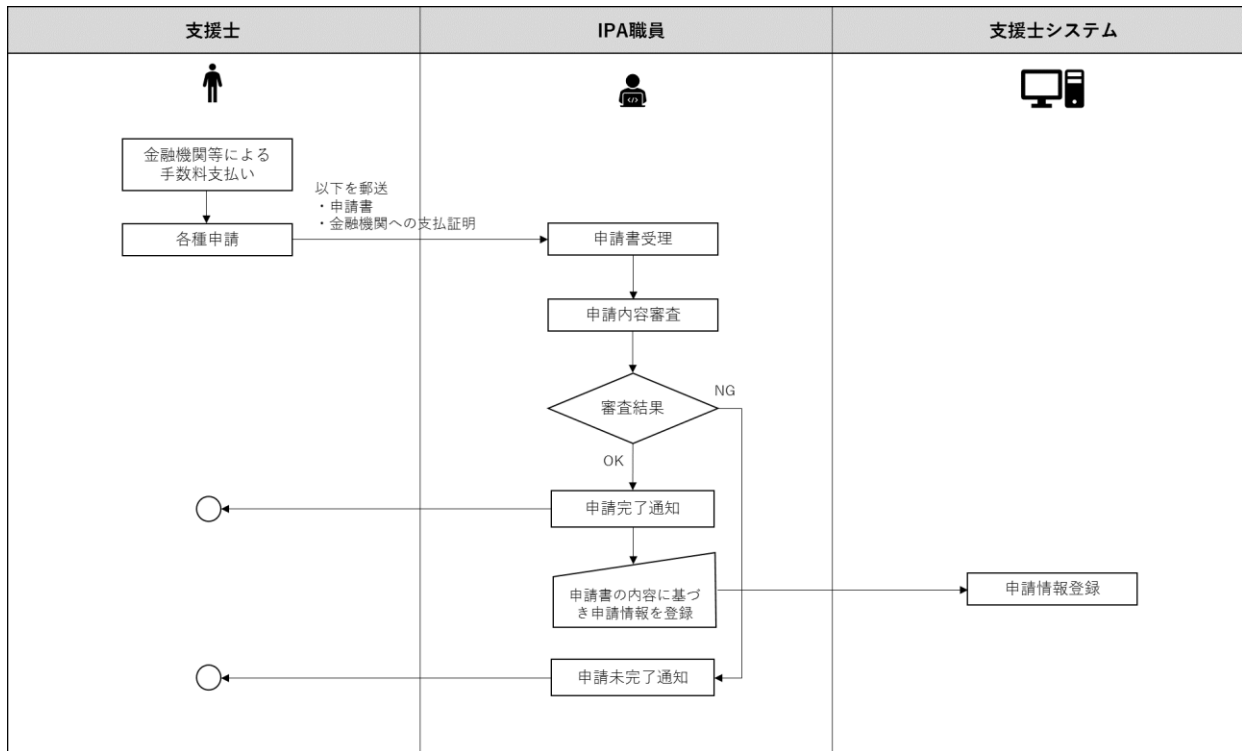 支援士
IPA職員
支援士システム
金融機関等による
手数料支払い
以下を郵送
・申請書
・金融機関への支払証明
各種申請
申請書受理
申請内容審査
審査結果
NG
OK
申請完了通知
申請書の内容に基づ
き申請情報を登録
申請情報登録
申請未完了通知